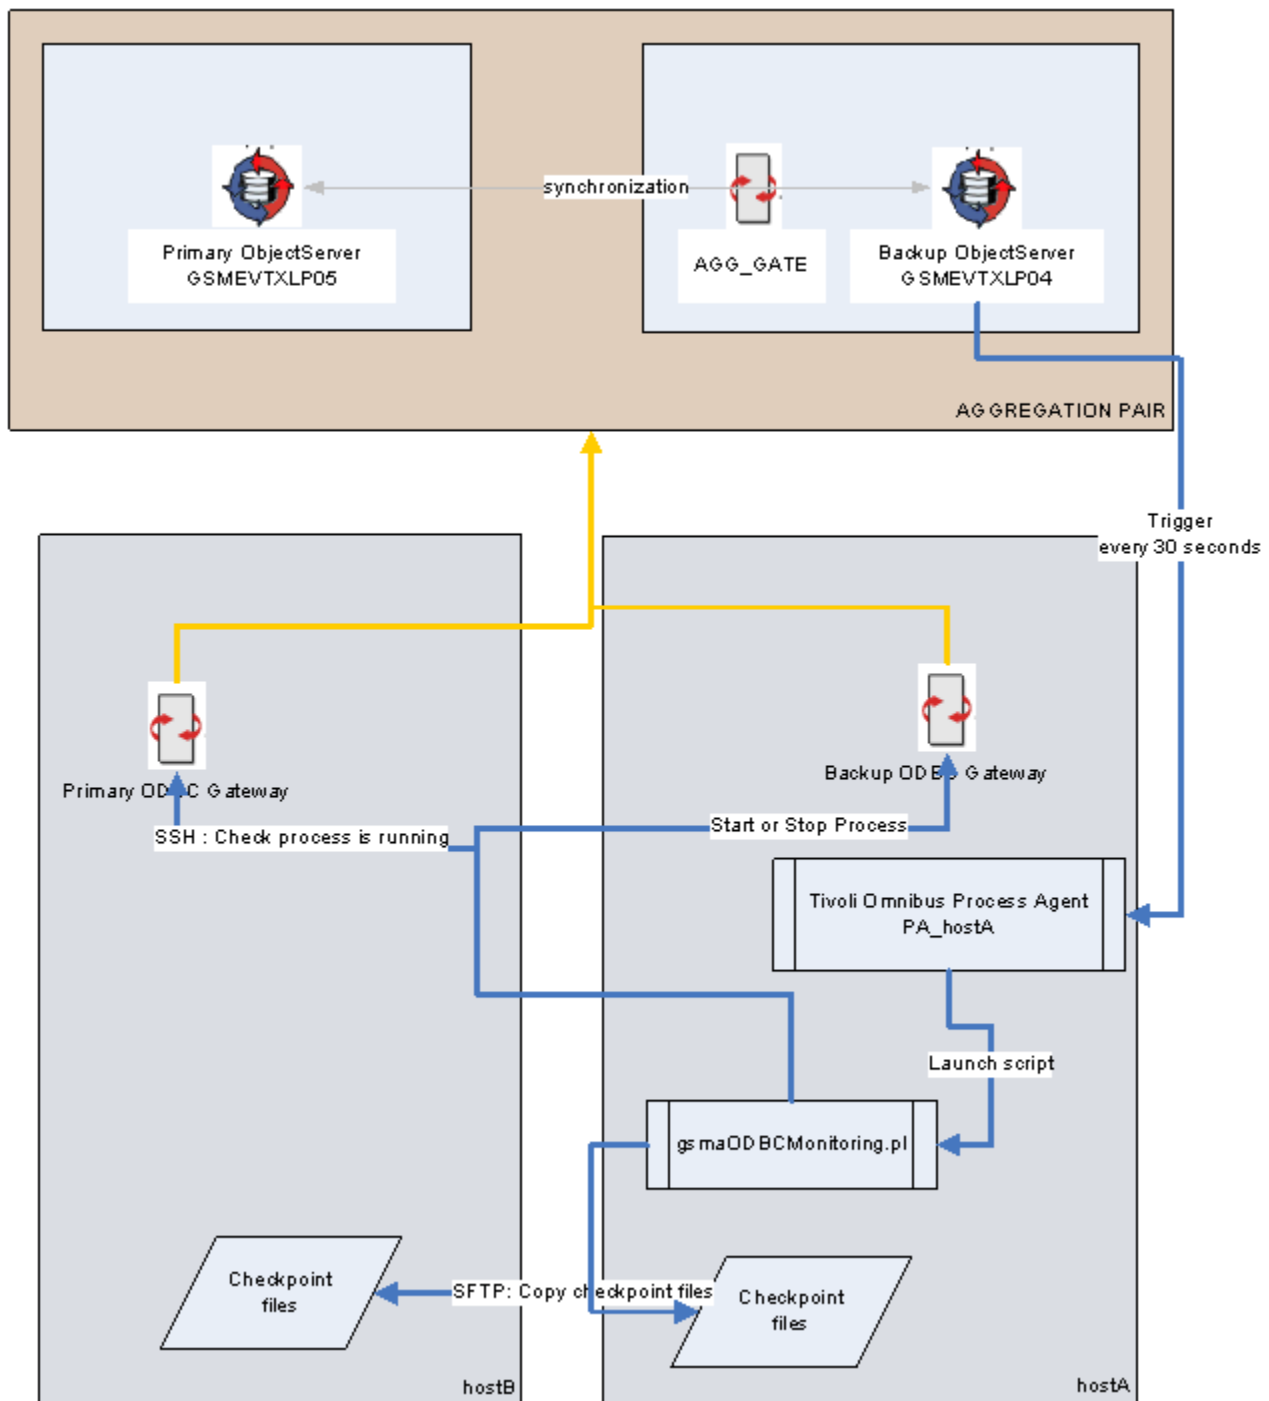 synchronization
Primary ObjectServer
GSMEVTXLP05
AGG_GATE
Backup ObjectServer
GSMEVTXLP04
AGGREGATION PAIR
Trigger
every 30 seconds
Primary ODBC Gateway
Backup ODBC Gateway
SSH : Check process is running
Start or Stop Process
Tivoli Omnibus Process Agent
PA_hostA
Launch script
gsmaODBCMonitoring.pl
Checkpoint
files
SFTP: Copy checkpoint files
Checkpoint
files
hostB
hostA